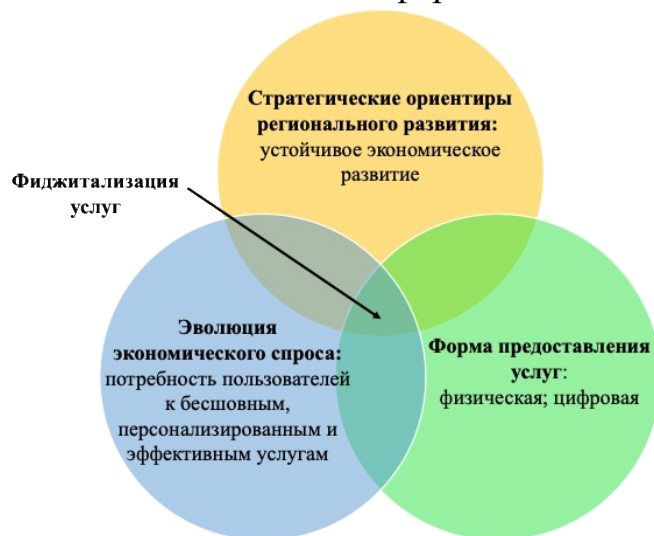 Стратегические ориентиры
регионального развития:
устойчивое экономическое
развитие
Фиджитализация
услуг
Эволюция
экономического спроса:
потребность пользователей
к бесшовным,
персонализированным и
эффективным услугам
Форма предоставления
услуг:
физическая; цифровая